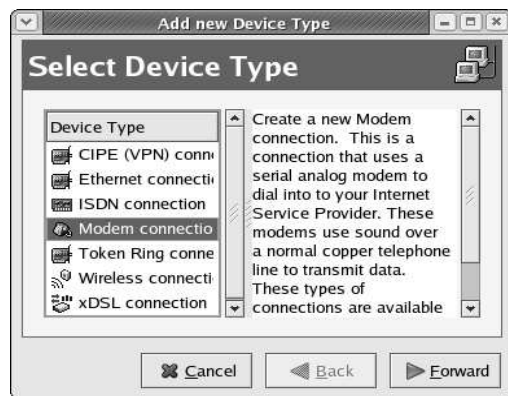 Add new Device Type
Select Device Type
Device Type
CIPE (VPN) conn
Ethernet connecti
ISDN connection
Modem connectio
Token Ring conne
Wireless connecti
xDSL connection
Create a new Modem
connection. This is a
connection that uses a
serial analog modem to
dial into to your Internet
Service Provider. These
modems use sound over
a normal copper telephone
line to transmit data.
These types of
connections are available
Cancel
Back
Forward